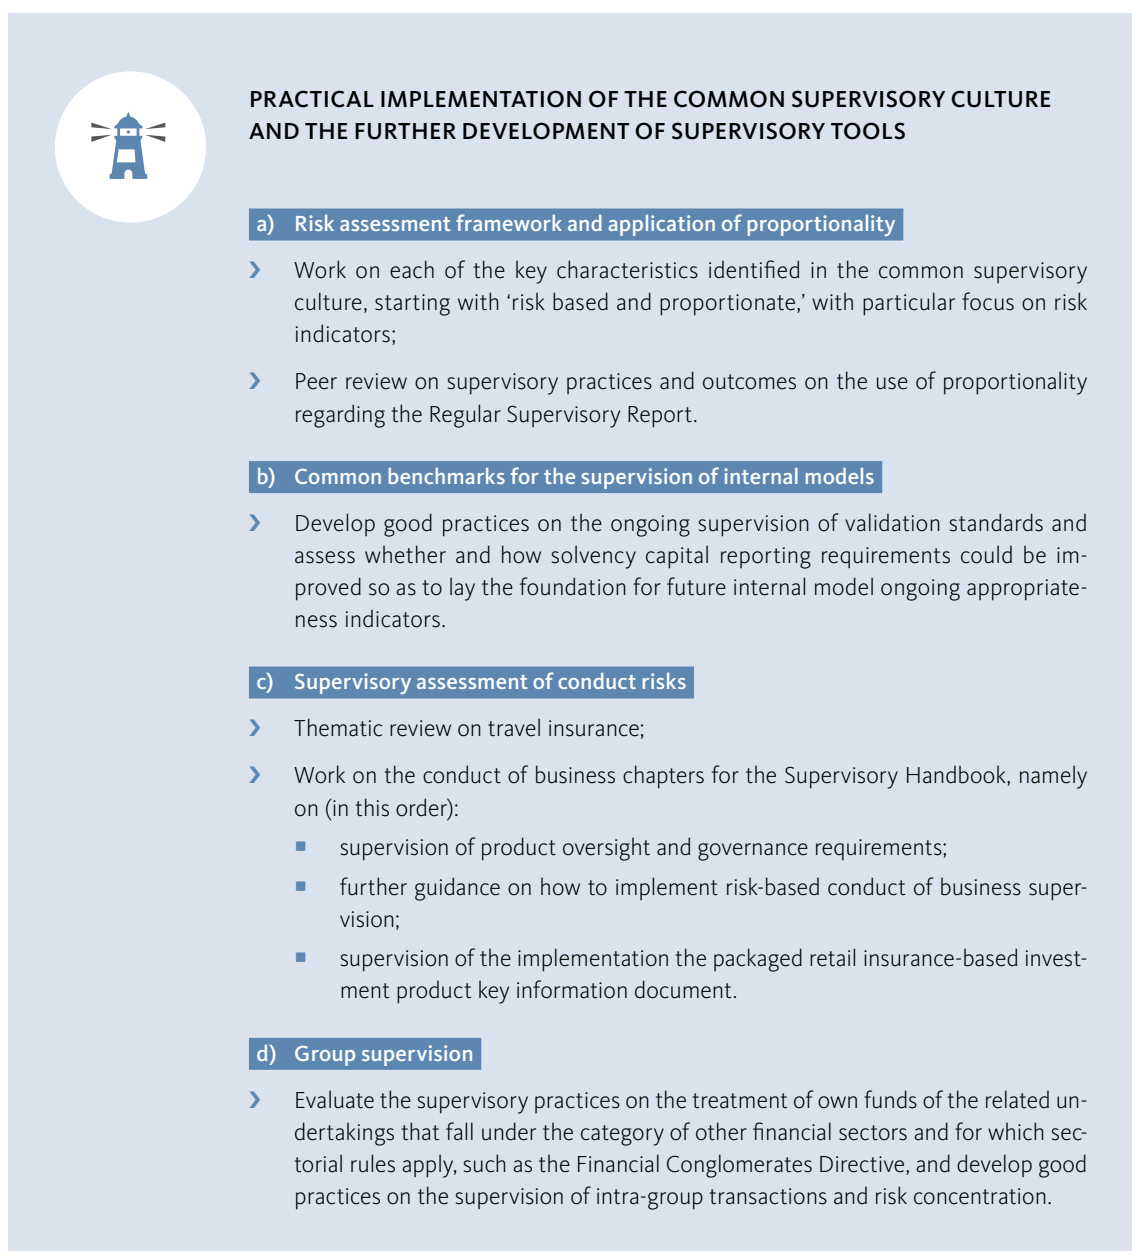 PRACTICAL IMPLEMENTATION OF THE COMMON SUPERVISORY CULTURE
AND THE FURTHER DEVELOPMENT OF SUPERVISORY TOOLS
a) Risk assessment framework and application of proportionality
› Work on each of the key characteristics identified in the common supervisory
culture, starting with ‘risk based and proportionate,’ with particular focus on risk
indicators;
› Peer review on supervisory practices and outcomes on the use of proportionality
regarding the Regular Supervisory Report.
b) Common benchmarks for the supervision of internal models
› Develop good practices on the ongoing supervision of validation standards and
assess whether and how solvency capital reporting requirements could be im-
proved so as to lay the foundation for future internal model ongoing appropriate-
ness indicators.
c) Supervisory assessment of conduct risks
› Thematic review on travel insurance;
› Work on the conduct of business chapters for the Supervisory Handbook, namely
on (in this order):
■ supervision of product oversight and governance requirements;
■ further guidance on how to implement risk-based conduct of business super-
vision;
■ supervision of the implementation the packaged retail insurance-based invest-
ment product key information document.
d) Group supervision
› Evaluate the supervisory practices on the treatment of own funds of the related un-
dertakings that fall under the category of other financial sectors and for which sec-
torial rules apply, such as the Financial Conglomerates Directive, and develop good
practices on the supervision of intra-group transactions and risk concentration.